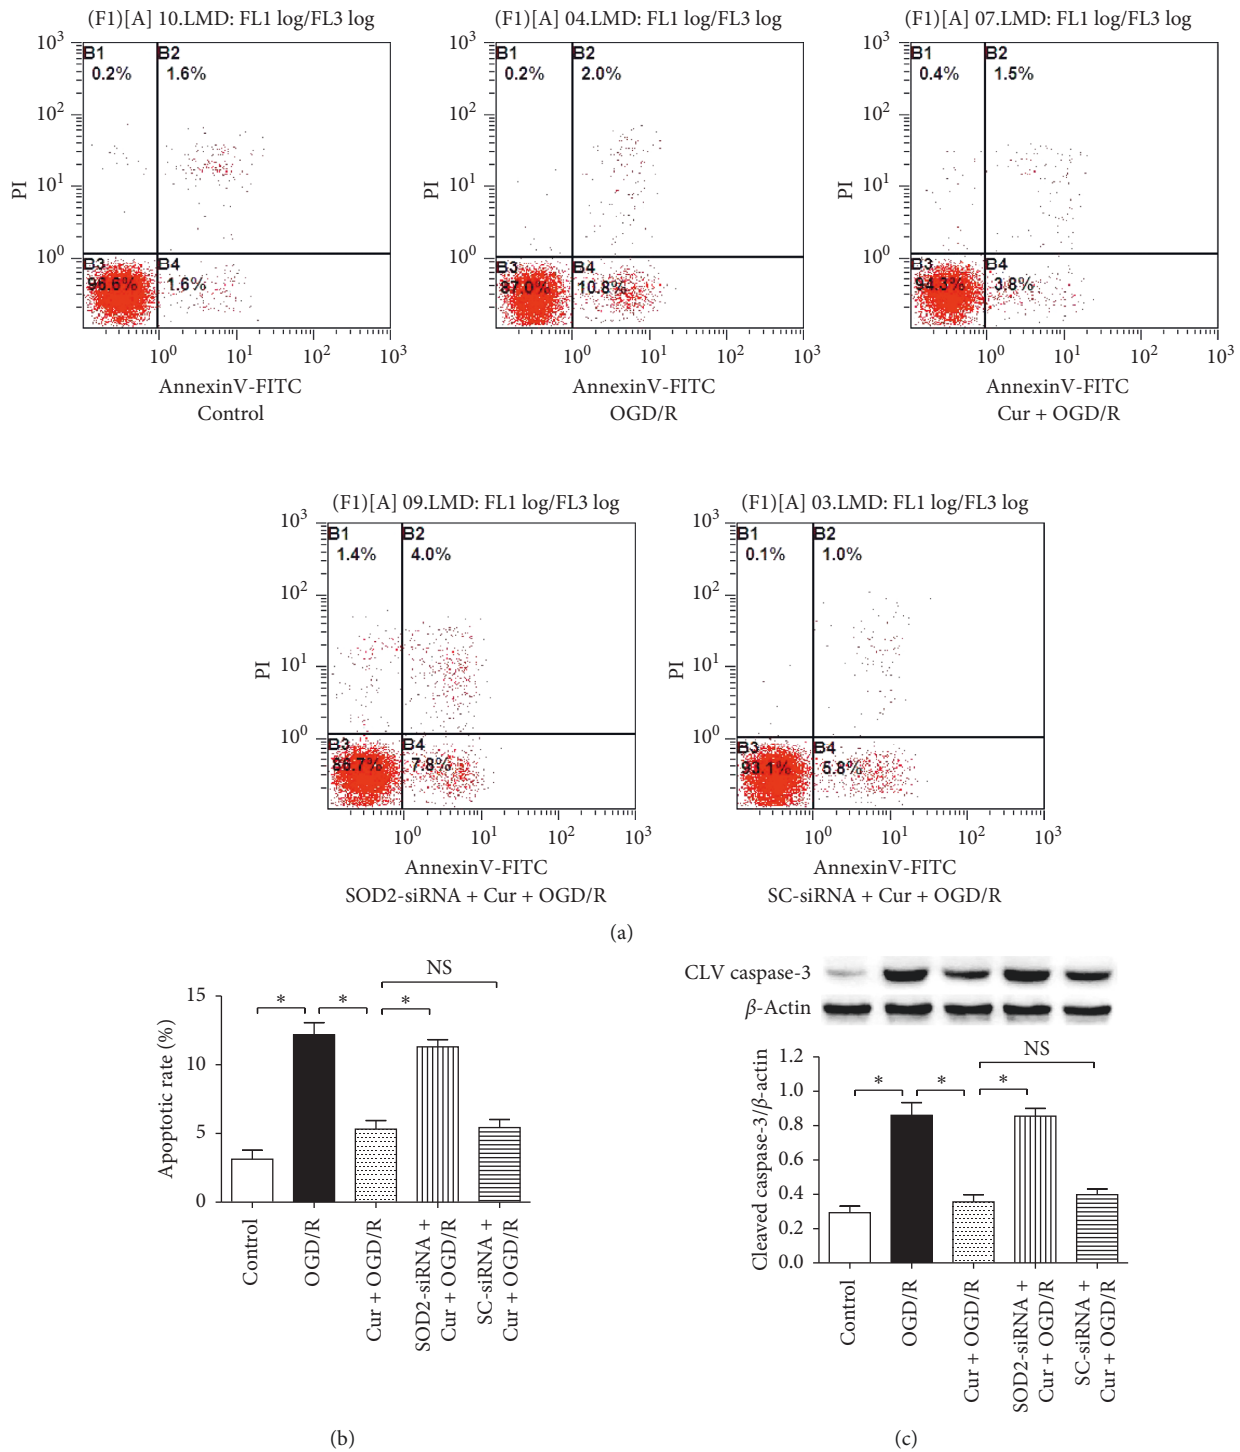 (F1)[A] 10.LMD: FL1 log/FL3 log
(F1)[A] 04.LMD: FL1 log/FL3 log
(F1)[A] 07.LMD: FL1 log/FL3 log
10³
10²
10¹
10⁰
PI
B1
0.2%
B2
1.6%
B3
96.6%
B4
1.6%
10⁰ 10¹ 10² 10³
AnnexinV-FITC
Control
10³
10²
10¹
10⁰
PI
B1
0.2%
B2
2.0%
B3
87.0%
B4
10.8%
10⁰ 10¹ 10² 10³
AnnexinV-FITC
OGD/R
10³
10²
10¹
10⁰
PI
B1
0.4%
B2
1.5%
B3
94.3%
B4
3.8%
10⁰ 10¹ 10² 10³
AnnexinV-FITC
Cur + OGD/R
(F1)[A] 09.LMD: FL1 log/FL3 log
(F1)[A] 03.LMD: FL1 log/FL3 log
10³
10²
10¹
10⁰
PI
B1
1.4%
B2
4.0%
B3
86.7%
B4
7.8%
10⁰ 10¹ 10² 10³
AnnexinV-FITC
SOD2-siRNA + Cur + OGD/R
10³
10²
10¹
10⁰
PI
B1
0.1%
B2
1.0%
B3
93.1%
B4
5.8%
10⁰ 10¹ 10² 10³
AnnexinV-FITC
SC-siRNA + Cur + OGD/R
(a)
NS
* * *
15
10
5
0
Apoptotic rate (%)
Control
OGD/R
Cur + OGD/R
SOD2-siRNA +
Cur + OGD/R
SC-siRNA +
Cur + OGD/R
(b)
CLV caspase-3
β-Actin
NS
* * *
1.2
1.0
0.8
0.6
0.4
0.2
0.0
Cleaved caspase-3/β-actin
Control
OGD/R
Cur + OGD/R
SOD2-siRNA +
Cur + OGD/R
SC-siRNA +
Cur + OGD/R
(c)